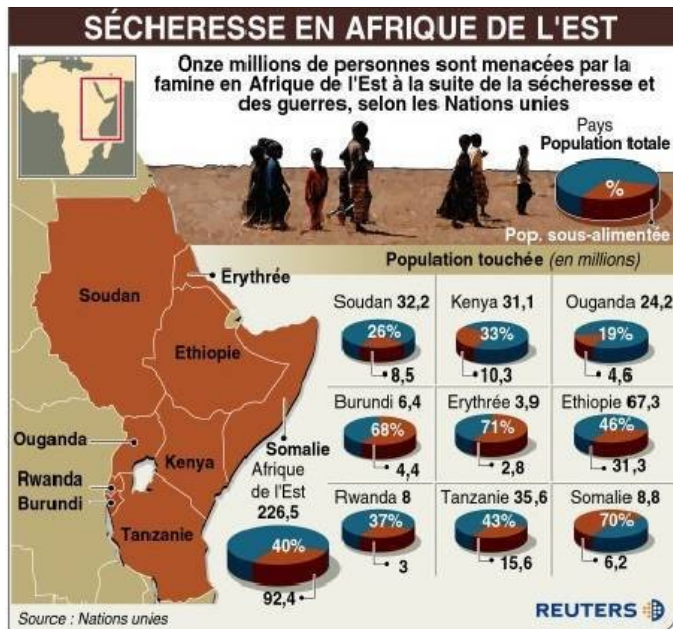 SÉCHERESSE EN AFRIQUE DE L'EST
Onze millions de personnes sont menacées par la
famine en Afrique de l'Est à la suite de la sécheresse et
des guerres, selon les Nations unies
Pays
Population totale
%
Pop. sous-alimentée
Population touchée (en millions)
Soudan
Erythrée
Ethiopie
Ouganda
Kenya
Rwanda
Burundi
Tanzanie
Somalie
Afrique
de l'Est
226,5
40%
92,4
Soudan 32,2
26%
8,5
Kenya 31,1
33%
10,3
Ouganda 24,2
19%
4,6
Burundi 6,4
68%
4,4
Erythrée 3,9
71%
2,8
Ethiopie 67,3
46%
31,3
Rwanda 8
37%
3
Tanzanie 35,6
43%
15,6
Somalie 8,8
70%
6,2
Source : Nations unies
REUTERS